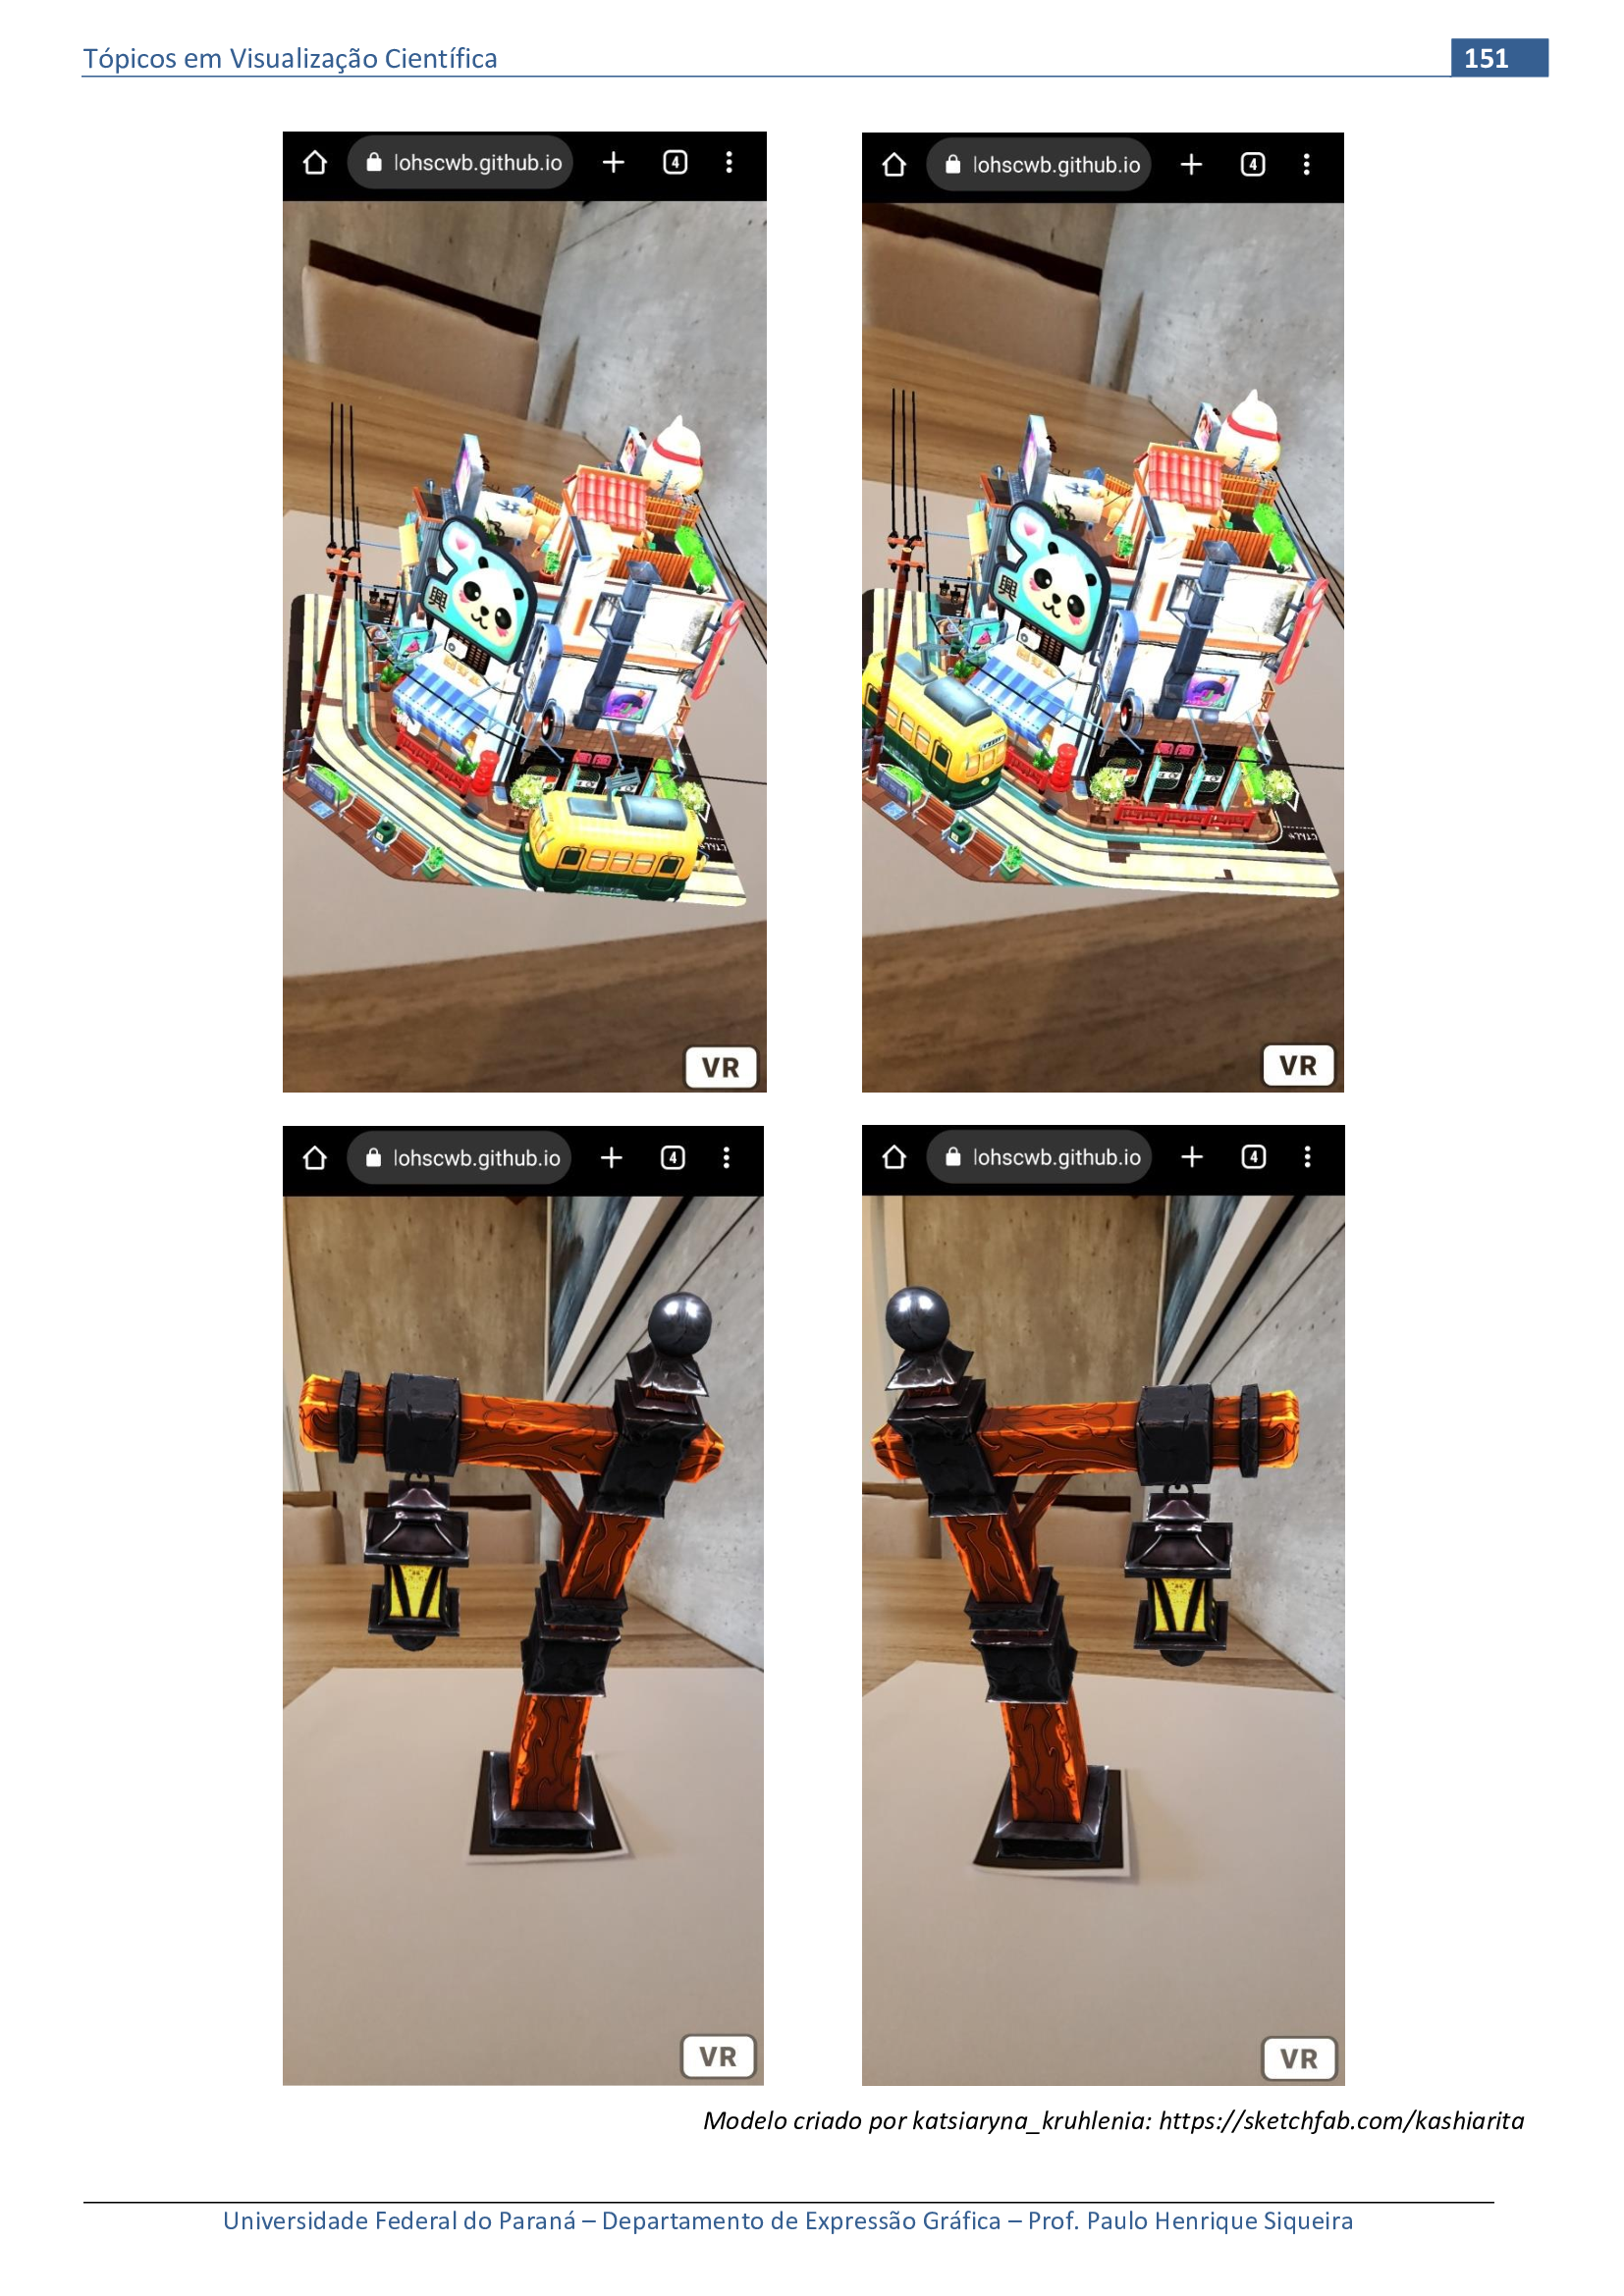 Tópicos em Visualização Científica 151
lohscwb.github.io 4
lohscwb.github.io 4
興
興
VR
VR
lohscwb.github.io 4
lohscwb.github.io 4
VR
VR
Modelo criado por katsiaryna_kruhlenia: https://sketchfab.com/kashiarita
Universidade Federal do Paraná – Departamento de Expressão Gráfica – Prof. Paulo Henrique Siqueira